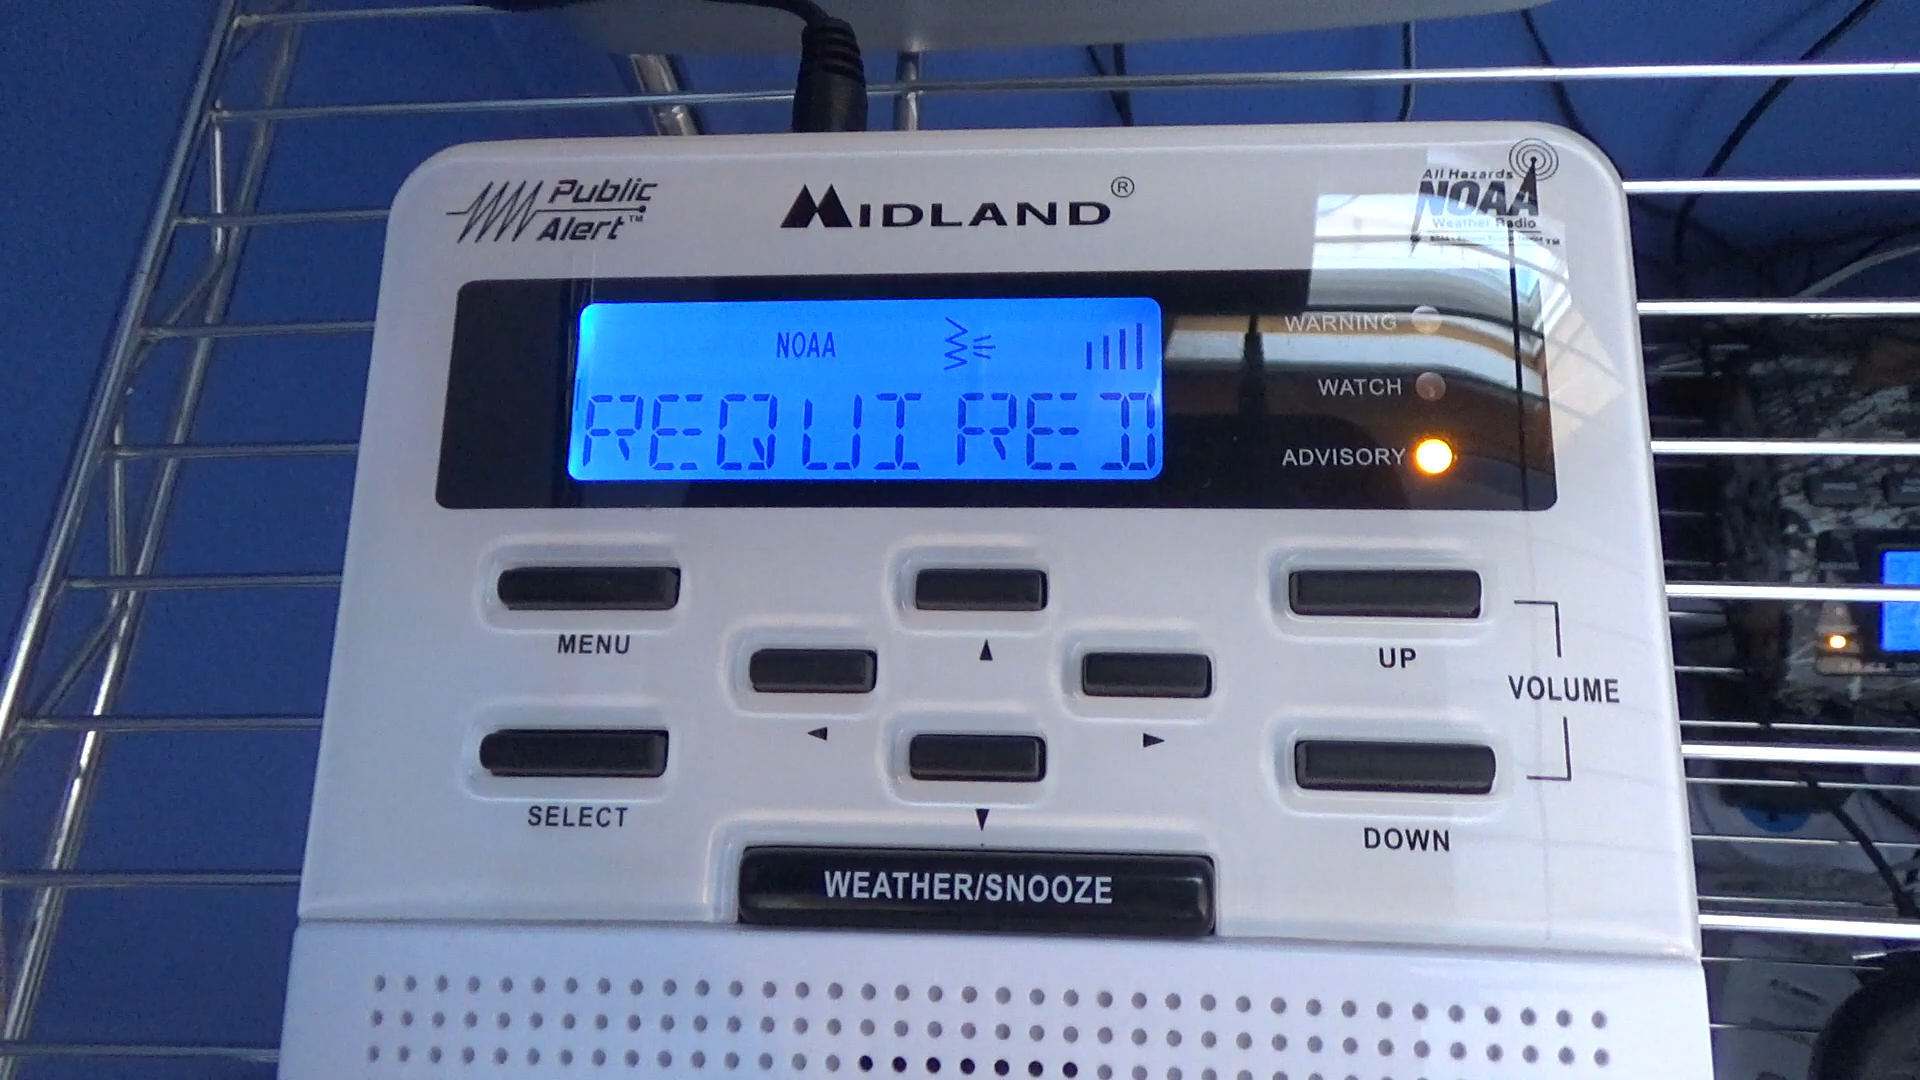 Public
Alert™
MIDLAND®
All Hazards
NOAA
Weather Radio
NOAA
REQUIRED
WARNING
WATCH
ADVISORY
MENU
UP
VOLUME
SELECT
DOWN
WEATHER/SNOOZE